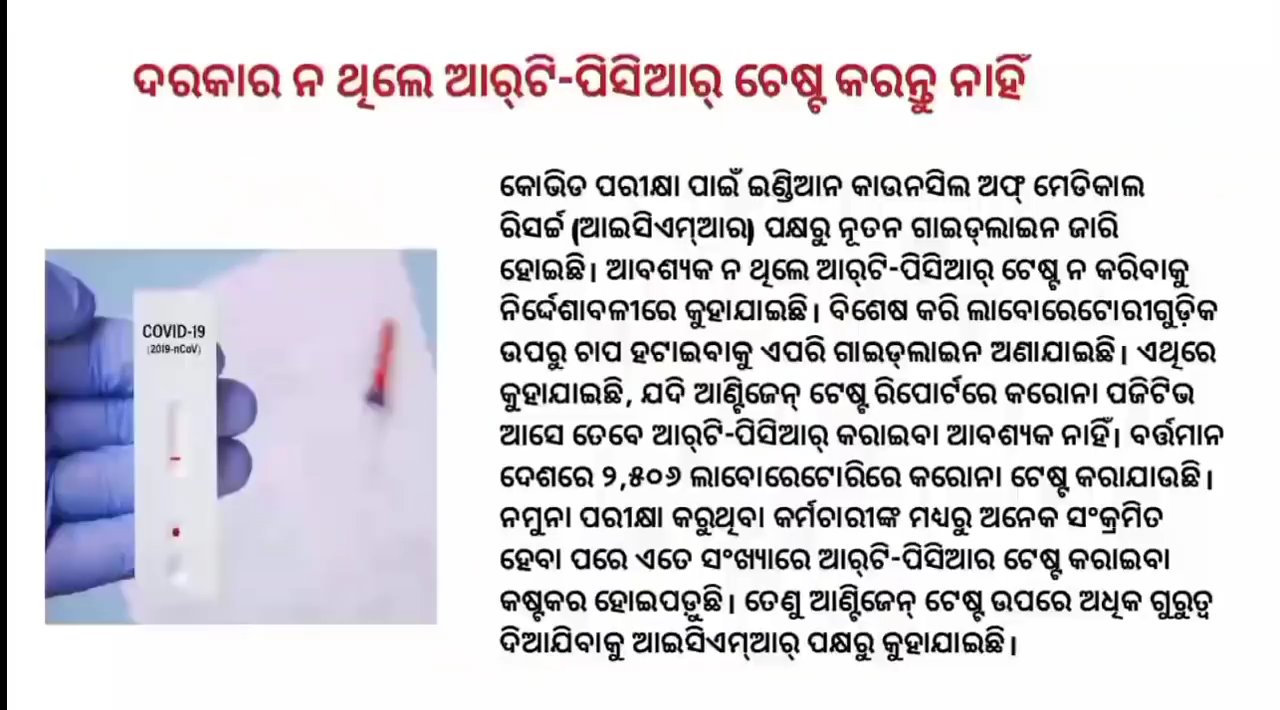 ଦରକାର ନ ଥିଲେ ଆର୍‌ଟି-ପିସିଆର୍ ଟେଷ୍ଟ କରନ୍ତୁ ନାହିଁ
କୋଭିଡ ପରୀକ୍ଷା ପାଇଁ ଇଣ୍ଡିଆନ କାଉନସିଲ ଅଫ୍ ମେଡିକାଲ
ରିସର୍ଚ୍ଚ (ଆଇସିଏମ୍‌ଆର) ପକ୍ଷରୁ ନୂତନ ଗାଇଡ୍‌ଲାଇନ ଜାରି
ହୋଇଛି। ଆବଶ୍ୟକ ନ ଥିଲେ ଆର୍‌ଟି-ପିସିଆର୍ ଟେଷ୍ଟ ନ କରିବାକୁ
ନିର୍ଦ୍ଦେଶାବଳୀରେ କୁହାଯାଇଛି। ବିଶେଷ କରି ଲାବୋରେଟୋରୀଗୁଡ଼ିକ
ଉପରୁ ଚାପ ହଟାଇବାକୁ ଏପରି ଗାଇଡ୍‌ଲାଇନ ଅଣାଯାଇଛି। ଏଥିରେ
କୁହାଯାଇଛି, ଯଦି ଆଣ୍ଟିଜେନ୍ ଟେଷ୍ଟ ରିପୋର୍ଟରେ କରୋନା ପଜିଟିଭ
ଆସେ ତେବେ ଆର୍‌ଟି-ପିସିଆର୍ କରାଇବା ଆବଶ୍ୟକ ନାହିଁ। ବର୍ତ୍ତମାନ
ଦେଶରେ ୨,୫୦୬ ଲାବୋରେଟୋରିରେ କରୋନା ଟେଷ୍ଟ କରାଯାଉଛି।
ନମୁନା ପରୀକ୍ଷା କରୁଥିବା କର୍ମଚାରୀଙ୍କ ମଧ୍ୟରୁ ଅନେକ ସଂକ୍ରମିତ
ହେବା ପରେ ଏତେ ସଂଖ୍ୟାରେ ଆର୍‌ଟି-ପିସିଆର ଟେଷ୍ଟ କରାଇବା
କଷ୍ଟକର ହୋଇପଡ଼ୁଛି। ତେଣୁ ଆଣ୍ଟିଜେନ୍ ଟେଷ୍ଟ ଉପରେ ଅଧିକ ଗୁରୁତ୍ୱ
ଦିଆଯିବାକୁ ଆଇସିଏମ୍‌ଆର୍ ପକ୍ଷରୁ କୁହାଯାଇଛି।
COVID-19
(2019-nCoV)